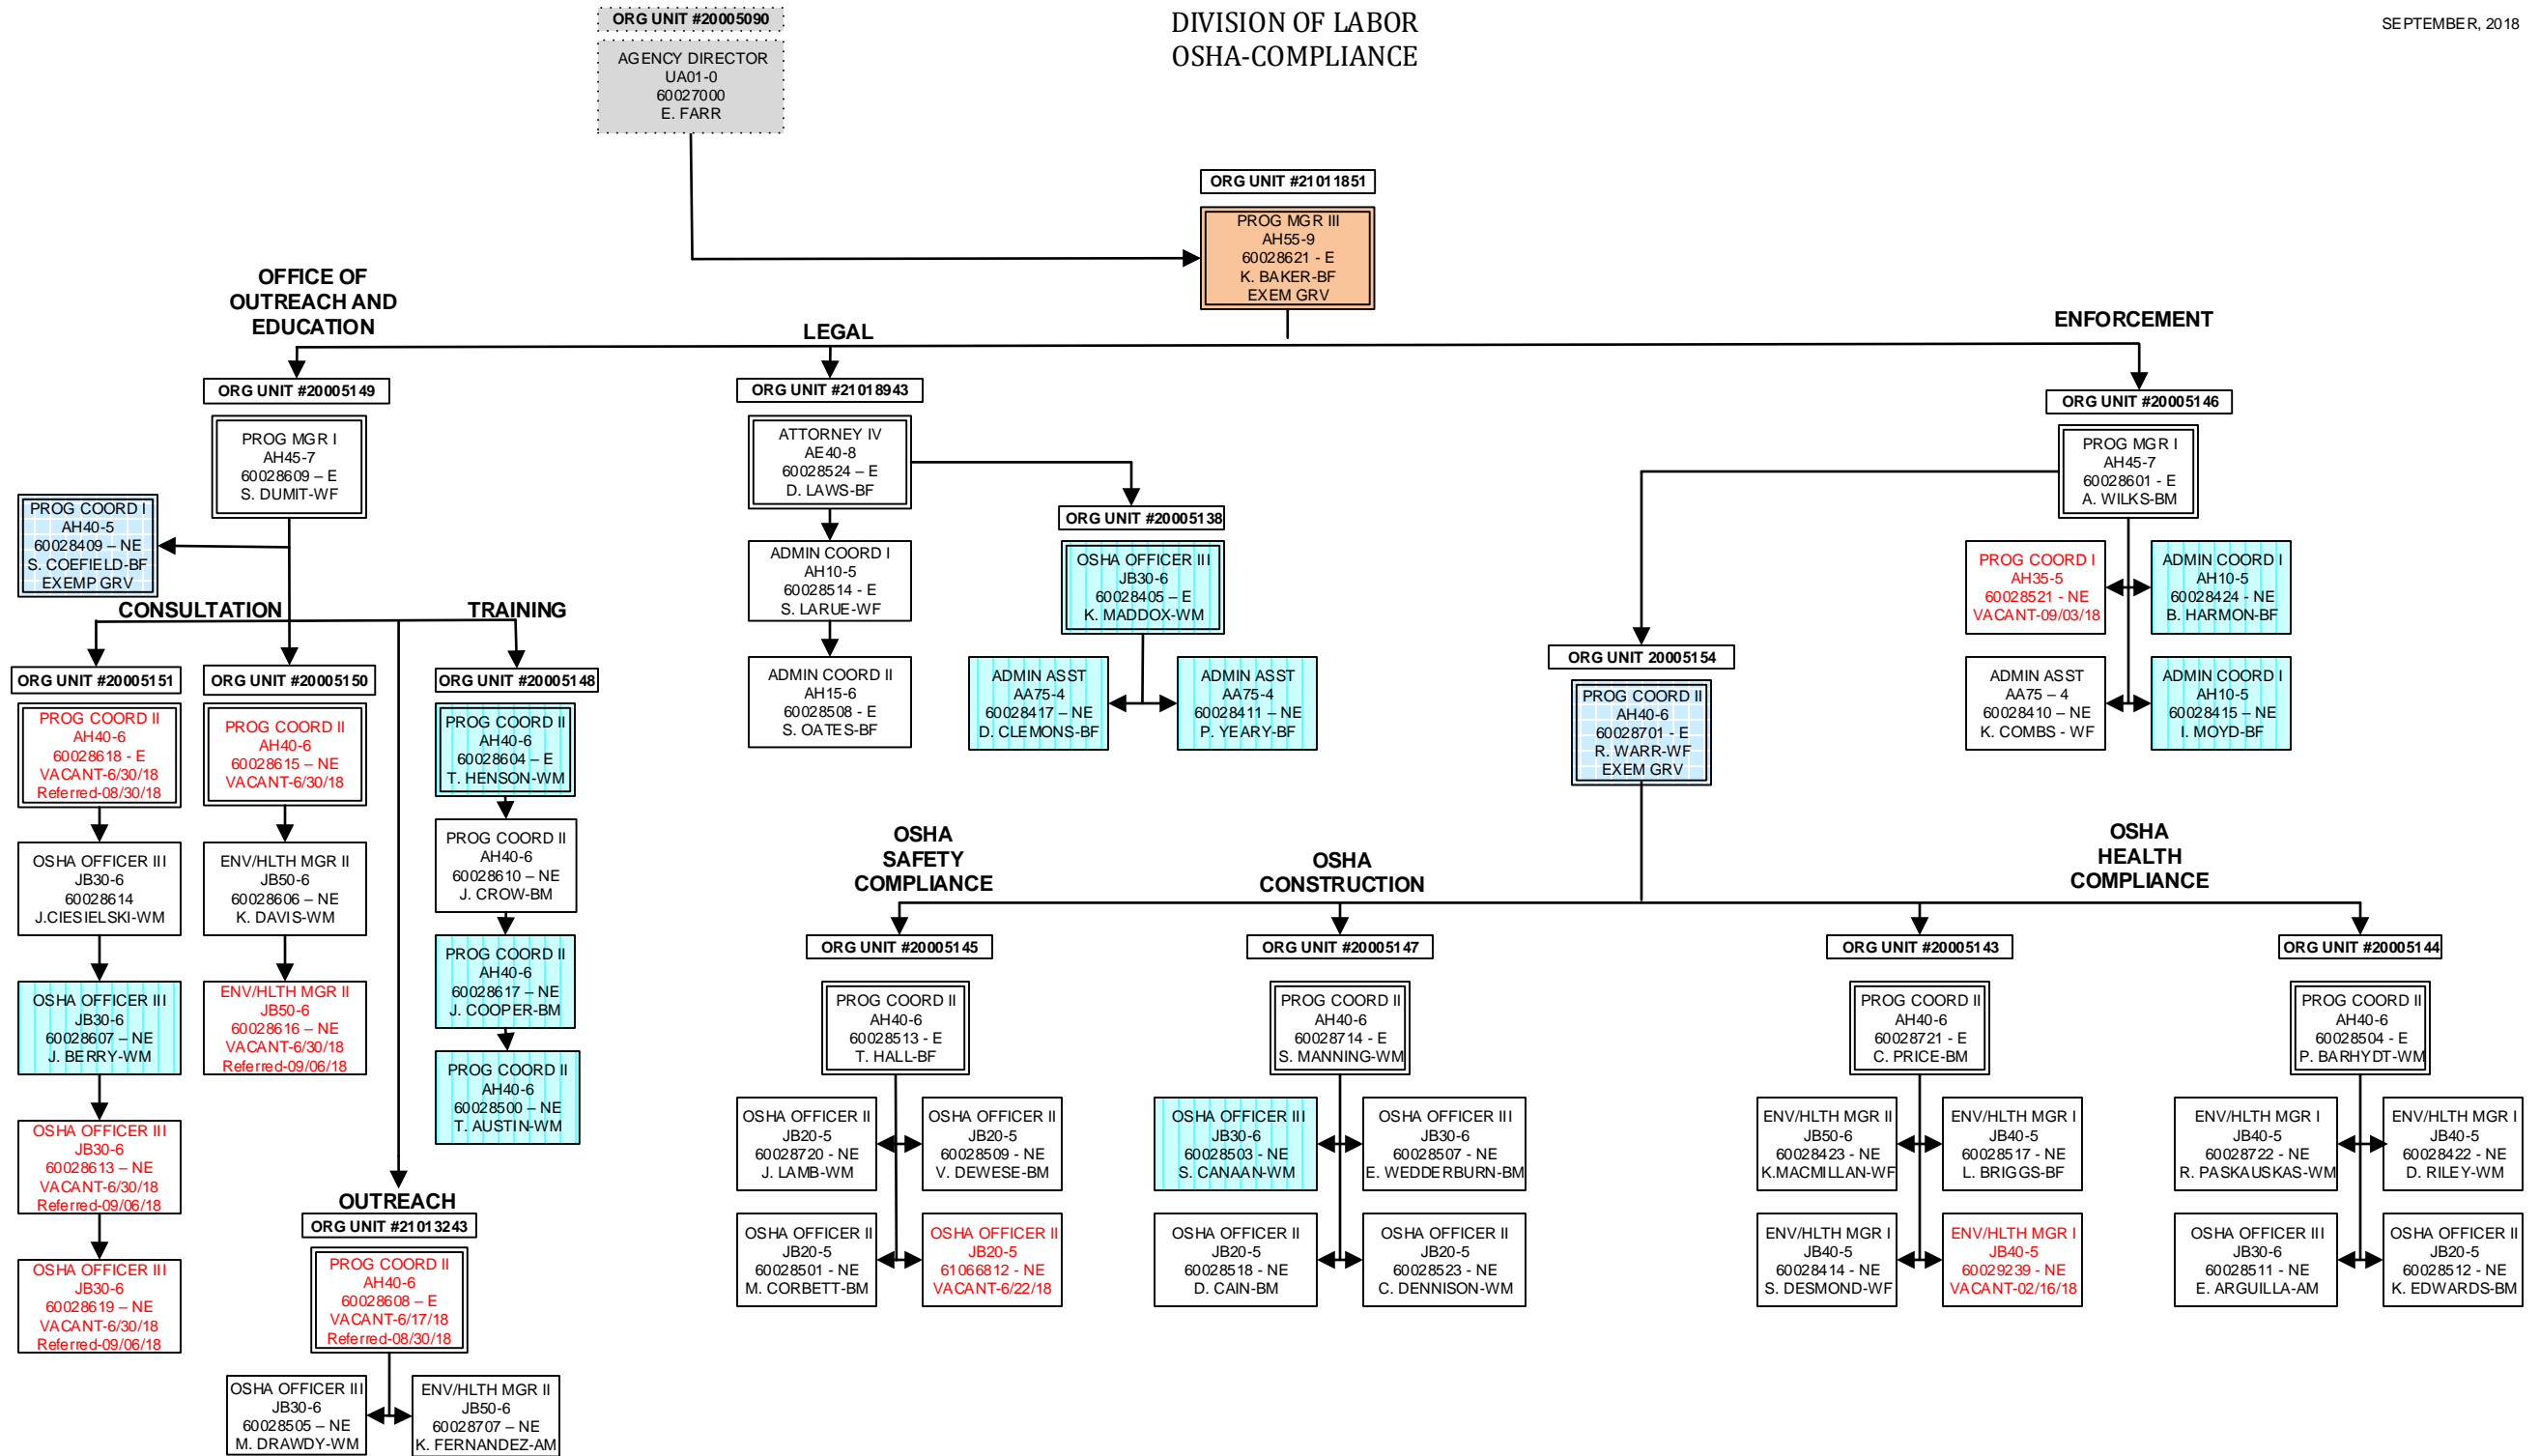 ORG UNIT #20005090
AGENCY DIRECTOR
UA01-0
60027000
E. FARR
DIVISION OF LABOR
OSHA-COMPLIANCE
SEPTEMBER, 2018
ORG UNIT #21011851
PROG MGR III
AH55-9
60028621 - E
K. BAKER-BF
EXEM GRV
OFFICE OF
OUTREACH AND
EDUCATION
LEGAL
ENFORCEMENT
ORG UNIT #20005149
PROG MGR I
AH45-7
60028609 – E
S. DUMIT-WF
PROG COORD I
AH40-5
60028409 – NE
S. COEFIELD-BF
EXEMP GRV
CONSULTATION
TRAINING
ORG UNIT #20005151
PROG COORD II
AH40-6
60028618 - E
VACANT-6/30/18
Referred-08/30/18
OSHA OFFICER III
JB30-6
60028614
J.CIESIELSKI-WM
OSHA OFFICER III
JB30-6
60028607 – NE
J. BERRY-WM
OSHA OFFICER III
JB30-6
60028613 – NE
VACANT-6/30/18
Referred-09/06/18
OSHA OFFICER III
JB30-6
60028619 – NE
VACANT-6/30/18
Referred-09/06/18
ORG UNIT #20005150
PROG COORD II
AH40-6
60028615 – NE
VACANT-6/30/18
ENV/HLTH MGR II
JB50-6
60028606 – NE
K. DAVIS-WM
ENV/HLTH MGR II
JB50-6
60028616 – NE
VACANT-6/30/18
Referred-09/06/18
ORG UNIT #20005148
PROG COORD II
AH40-6
60028604 – E
T. HENSON-WM
PROG COORD II
AH40-6
60028610 – NE
J. CROW-BM
PROG COORD II
AH40-6
60028617 – NE
J. COOPER-BM
PROG COORD II
AH40-6
60028500 – NE
T. AUSTIN-WM
OUTREACH
ORG UNIT #21013243
PROG COORD II
AH40-6
60028608 – E
VACANT-6/17/18
Referred-08/30/18
OSHA OFFICER III
JB30-6
60028505 – NE
M. DRAWDY-WM
ENV/HLTH MGR II
JB50-6
60028707 – NE
K. FERNANDEZ-AM
ORG UNIT #21018943
ATTORNEY IV
AE40-8
60028524 – E
D. LAWS-BF
ADMIN COORD I
AH10-5
60028514 - E
S. LARUE-WF
ADMIN COORD II
AH15-6
60028508 - E
S. OATES-BF
ORG UNIT #20005138
OSHA OFFICER III
JB30-6
60028405 – E
K. MADDOX-WM
ADMIN ASST
AA75-4
60028417 – NE
D. CLEMONS-BF
ADMIN ASST
AA75-4
60028411 – NE
P. YEARY-BF
ORG UNIT #20005146
PROG MGR I
AH45-7
60028601 - E
A. WILKS-BM
PROG COORD I
AH35-5
60028521 - NE
VACANT-09/03/18
ADMIN COORD I
AH10-5
60028424 - NE
B. HARMON-BF
ADMIN ASST
AA75 – 4
60028410 – NE
K. COMBS - WF
ADMIN COORD I
AH10-5
60028415 – NE
I. MOYD-BF
ORG UNIT 20005154
PROG COORD II
AH40-6
60028701 - E
R. WARR-WF
EXEM GRV
OSHA
SAFETY
COMPLIANCE
OSHA
CONSTRUCTION
OSHA
HEALTH
COMPLIANCE
ORG UNIT #20005145
PROG COORD II
AH40-6
60028513 - E
T. HALL-BF
OSHA OFFICER II
JB20-5
60028720 - NE
J. LAMB-WM
OSHA OFFICER II
JB20-5
60028509 - NE
V. DEWESE-BM
OSHA OFFICER II
JB20-5
60028501 - NE
M. CORBETT-BM
OSHA OFFICER II
JB20-5
61066812 - NE
VACANT-6/22/18
ORG UNIT #20005147
PROG COORD II
AH40-6
60028714 - E
S. MANNING-WM
OSHA OFFICER III
JB30-6
60028503 - NE
S. CANAAN-WM
OSHA OFFICER III
JB30-6
60028507 - NE
E. WEDDERBURN-BM
OSHA OFFICER II
JB20-5
60028518 - NE
D. CAIN-BM
OSHA OFFICER II
JB20-5
60028523 - NE
C. DENNISON-WM
ORG UNIT #20005143
PROG COORD II
AH40-6
60028721 - E
C. PRICE-BM
ENV/HLTH MGR II
JB50-6
60028423 - NE
K.MACMILLAN-WF
ENV/HLTH MGR I
JB40-5
60028517 - NE
L. BRIGGS-BF
ENV/HLTH MGR I
JB40-5
60028414 - NE
S. DESMOND-WF
ENV/HLTH MGR I
JB40-5
60029239 - NE
VACANT-02/16/18
ORG UNIT #20005144
PROG COORD II
AH40-6
60028504 - E
P. BARHYDT-WM
ENV/HLTH MGR I
JB40-5
60028722 - NE
R. PASKAUSKAS-WM
ENV/HLTH MGR I
JB40-5
60028422 - NE
D. RILEY-WM
OSHA OFFICER III
JB30-6
60028511 - NE
E. ARGUILLA-AM
OSHA OFFICER II
JB20-5
60028512 - NE
K. EDWARDS-BM